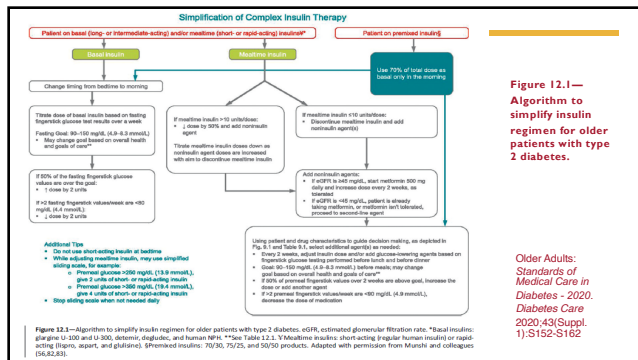 Simplification of Complex Insulin Therapy
Patient on basal (long- or intermediate-acting) and/or mealtime (short- or rapid-acting) insulins¥*
Patient on premixed insulin§
Basal insulin
Mealtime insulin
Use 70% of total dose as
basal only in the morning
Change timing from bedtime to morning
Titrate dose of basal insulin based on fasting
fingerstick glucose test results over a week
Fasting Goal: 90–150 mg/dL (4.9–8.3 mmol/L)
• May change goal based on overall health
and goals of care**
If 50% of the fasting fingerstick glucose
values are over the goal:
• ↑ dose by 2 units
If >2 fasting fingerstick values/week are <80
mg/dL (4.4 mmol/L):
• ↓ dose by 2 units
If mealtime insulin >10 units/dose:
• ↓ dose by 50% and add noninsulin
agent
Titrate mealtime insulin doses down as
noninsulin agent doses are increased
with aim to discontinue mealtime insulin
If mealtime insulin ≤10 units/dose:
• Discontinue mealtime insulin and add
noninsulin agent(s)
Add noninsulin agents:
• If eGFR is ≥45 mg/dL, start metformin 500 mg
daily and increase dose every 2 weeks, as
tolerated
• If eGFR is <45 mg/dL, patient is already
taking metformin, or metformin isn't tolerated,
proceed to second-line agent
Using patient and drug characteristics to guide decision making, as depicted in
Fig. 9.1 and Table 9.1, select additional agent(s) as needed:
• Every 2 weeks, adjust insulin dose and/or add glucose-lowering agents based on
fingerstick glucose testing performed before lunch and before dinner
• Goal: 90–150 mg/dL (4.9–8.3 mmol/L) before meals; may change
goal based on overall health and goals of care**
• If 50% of premeal fingerstick values over 2 weeks are above goal, increase the
dose or add another agent
• If >2 premeal fingerstick values/week are <90 mg/dL (4.9 mmol/L),
decrease the dose of medication
Additional Tips
• Do not use short-acting insulin at bedtime
• While adjusting mealtime insulin, may use simplified
sliding scale, for example:
◦ Premeal glucose >250 mg/dL (13.9 mmol/L),
give 2 units of short- or rapid-acting insulin
◦ Premeal glucose >350 mg/dL (19.4 mmol/L),
give 4 units of short- or rapid-acting insulin
• Stop sliding scale when not needed daily
Figure 12.1—Algorithm to simplify insulin regimen for older patients with type 2 diabetes. eGFR, estimated glomerular filtration rate. *Basal insulins:
glargine U-100 and U-300, detemir, degludec, and human NPH. **See Table 12.1. ¥Mealtime insulins: short-acting (regular human insulin) or rapid-
acting (lispro, aspart, and glulisine). §Premixed insulins: 70/30, 75/25, and 50/50 products. Adapted with permission from Munshi and colleagues
(56,82,83).
Figure 12.1—
Algorithm to
simplify insulin
regimen for older
patients with type
2 diabetes.
Older Adults:
Standards of
Medical Care in
Diabetes - 2020.
Diabetes Care
2020;43(Suppl.
1):S152-S162